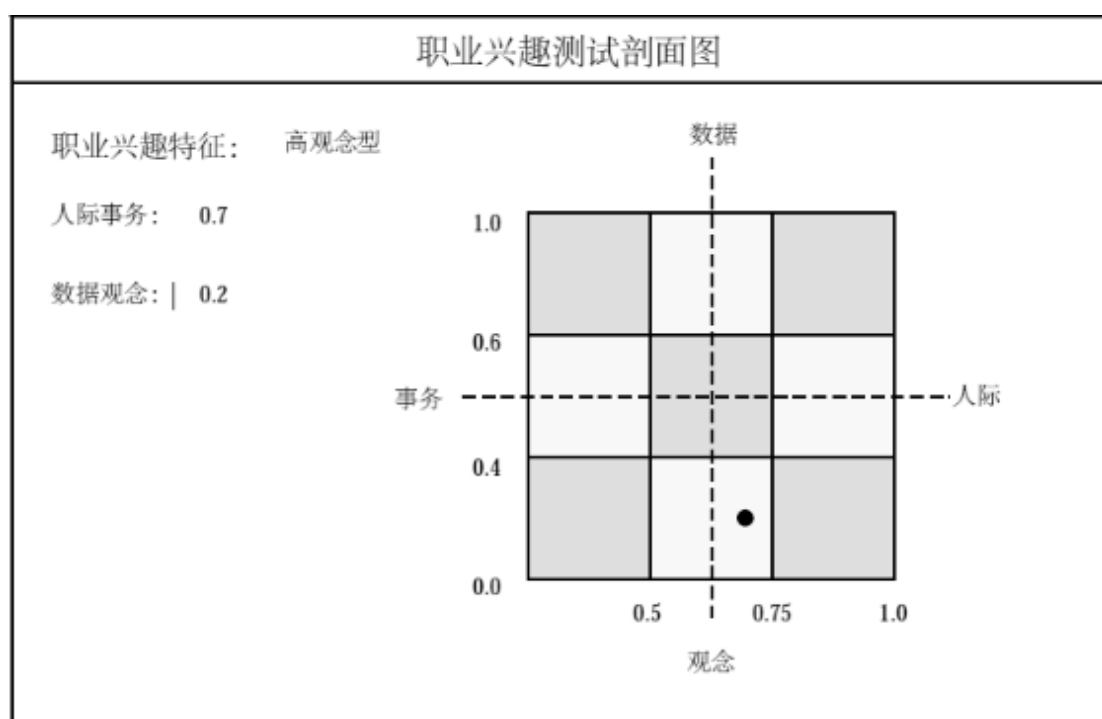 职业兴趣测试剖面图
职业兴趣特征： 高观念型
人际事务： 0.7
数据观念：| 0.2
数据
1.0
0.6
事务
人际
0.4
0.0
0.5 0.75 1.0
观念